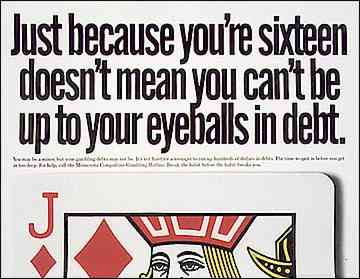 Just because you're sixteen
doesn't mean you can't be
up to your eyeballs in debt.
You may be a minor, but your gambling debts may not be. It's not hard for a teenager to run up hundreds of dollars in debts. The time to quit is before you get
in too deep. For help, call the Minnesota Compulsive Gambling Hotline. Break the habit before the habit breaks you.
J